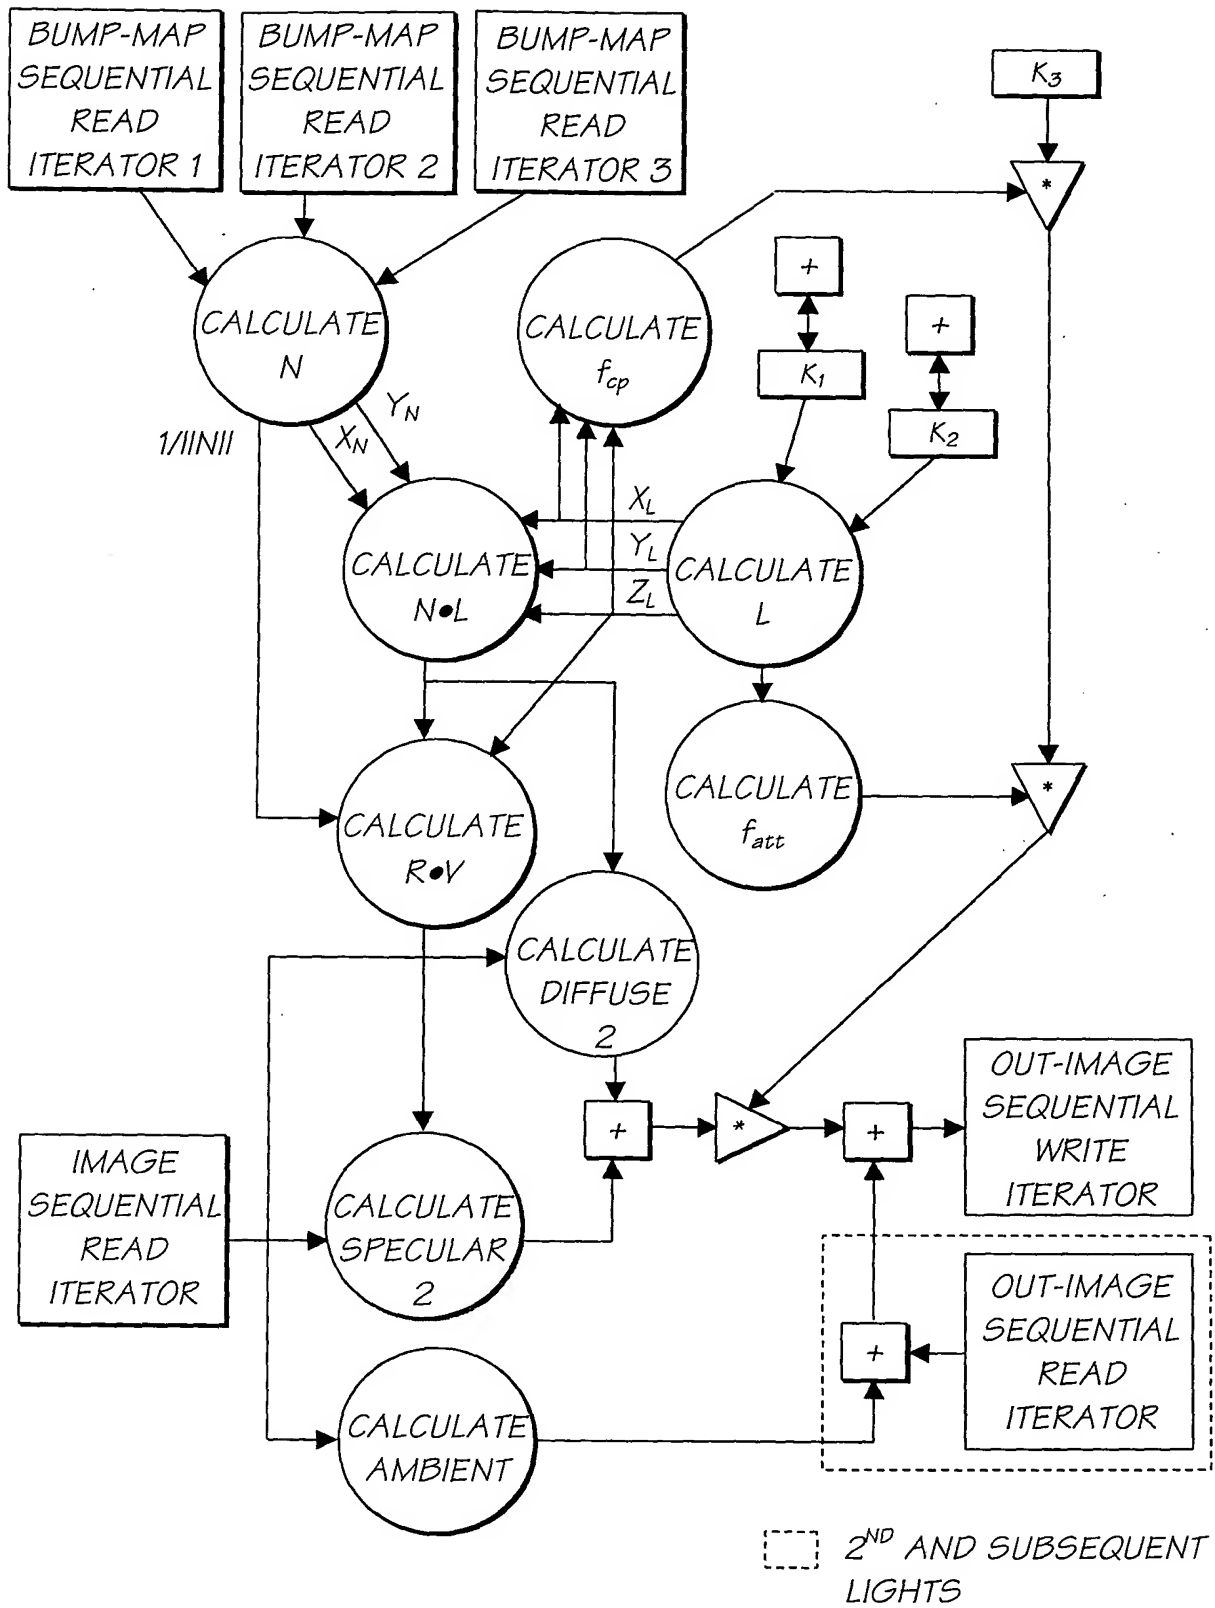 BUMP-MAP
SEQUENTIAL
READ
ITERATOR 1
BUMP-MAP
SEQUENTIAL
READ
ITERATOR 2
BUMP-MAP
SEQUENTIAL
READ
ITERATOR 3
K3
*
CALCULATE
N
CALCULATE
fcp
+
K1
+
K2
1/IINII
XN
YN
CALCULATE
N•L
XL
YL
ZL
CALCULATE
L
CALCULATE
R•V
CALCULATE
fatt
*
CALCULATE
DIFFUSE
2
+
*
+
OUT-IMAGE
SEQUENTIAL
WRITE
ITERATOR
IMAGE
SEQUENTIAL
READ
ITERATOR
CALCULATE
SPECULAR
2
+
OUT-IMAGE
SEQUENTIAL
READ
ITERATOR
CALCULATE
AMBIENT
2ND AND SUBSEQUENT
LIGHTS